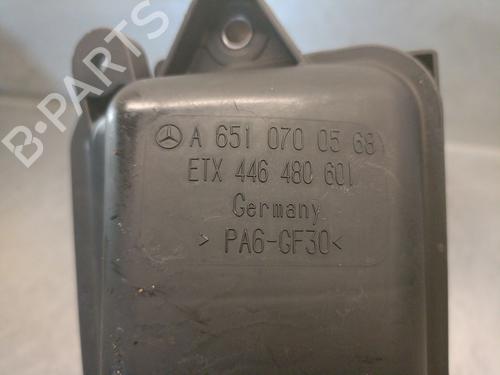 B-PARTS
A 651 070 05 68
ETX 446 480 601
Germany
> PA6-GF30<